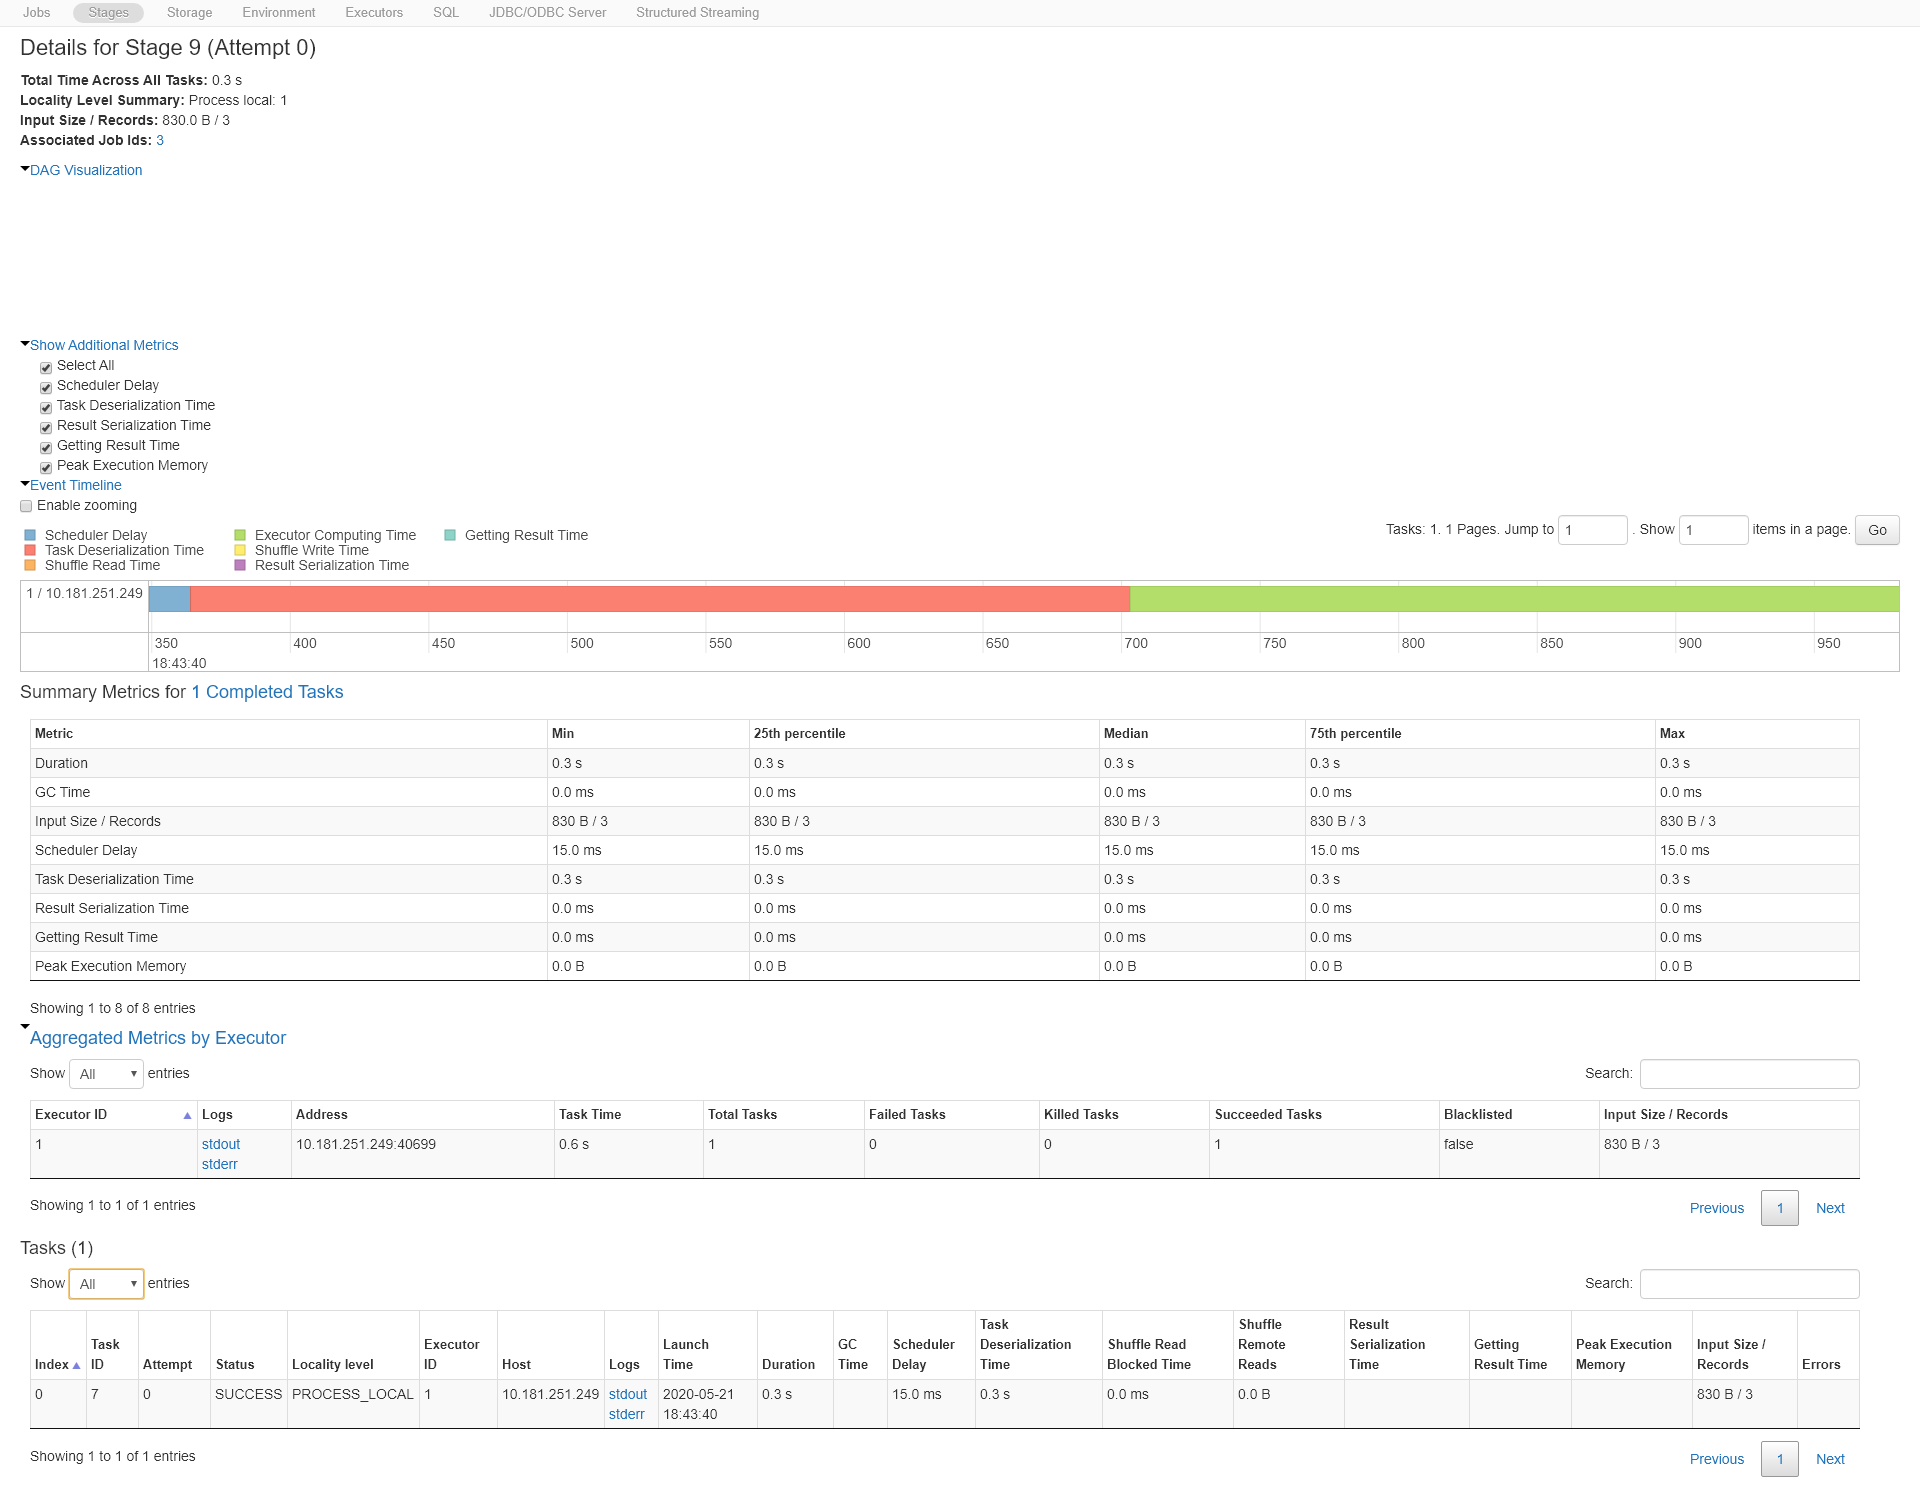 Jobs Stages Storage Environment Executors SQL JDBC/ODBC Server Structured Streaming
Details for Stage 9 (Attempt 0)
Total Time Across All Tasks: 0.3 s
Locality Level Summary: Process local: 1
Input Size / Records: 830.0 B / 3
Associated Job Ids: 3
DAG Visualization
Show Additional Metrics
Select All
Scheduler Delay
Task Deserialization Time
Result Serialization Time
Getting Result Time
Peak Execution Memory
Event Timeline
Enable zooming
Tasks: 1. 1 Pages. Jump to 1 . Show 1 items in a page. Go
Scheduler Delay Executor Computing Time Getting Result Time
Task Deserialization Time Shuffle Write Time
Shuffle Read Time Result Serialization Time
1 / 10.181.251.249
350 400 450 500 550 600 650 700 750 800 850 900 950
18:43:40
Summary Metrics for 1 Completed Tasks
Metric Min 25th percentile Median 75th percentile Max
Duration 0.3 s 0.3 s 0.3 s 0.3 s 0.3 s
GC Time 0.0 ms 0.0 ms 0.0 ms 0.0 ms 0.0 ms
Input Size / Records 830 B / 3 830 B / 3 830 B / 3 830 B / 3 830 B / 3
Scheduler Delay 15.0 ms 15.0 ms 15.0 ms 15.0 ms 15.0 ms
Task Deserialization Time 0.3 s 0.3 s 0.3 s 0.3 s 0.3 s
Result Serialization Time 0.0 ms 0.0 ms 0.0 ms 0.0 ms 0.0 ms
Getting Result Time 0.0 ms 0.0 ms 0.0 ms 0.0 ms 0.0 ms
Peak Execution Memory 0.0 B 0.0 B 0.0 B 0.0 B 0.0 B
Showing 1 to 8 of 8 entries
Aggregated Metrics by Executor
Show All entries Search:
Executor ID Logs Address Task Time Total Tasks Failed Tasks Killed Tasks Succeeded Tasks Blacklisted Input Size / Records
1 stdout 10.181.251.249:40699 0.6 s 1 0 0 1 false 830 B / 3
stderr
Showing 1 to 1 of 1 entries Previous 1 Next
Tasks (1)
Show All entries Search:
Task Shuffle Result
Task Executor Launch Deserialization Shuffle Read Remote Serialization Getting Peak Execution Input Size /
Index ID Attempt Status Locality level ID Host Logs Time Duration GC Time Scheduler Delay Time Blocked Time Reads Time Result Time Memory Records Errors
0 7 0 SUCCESS PROCESS_LOCAL 1 10.181.251.249 stdout 2020-05-21 0.3 s 15.0 ms 0.3 s 0.0 ms 0.0 B 830 B / 3
stderr 18:43:40
Showing 1 to 1 of 1 entries Previous 1 Next